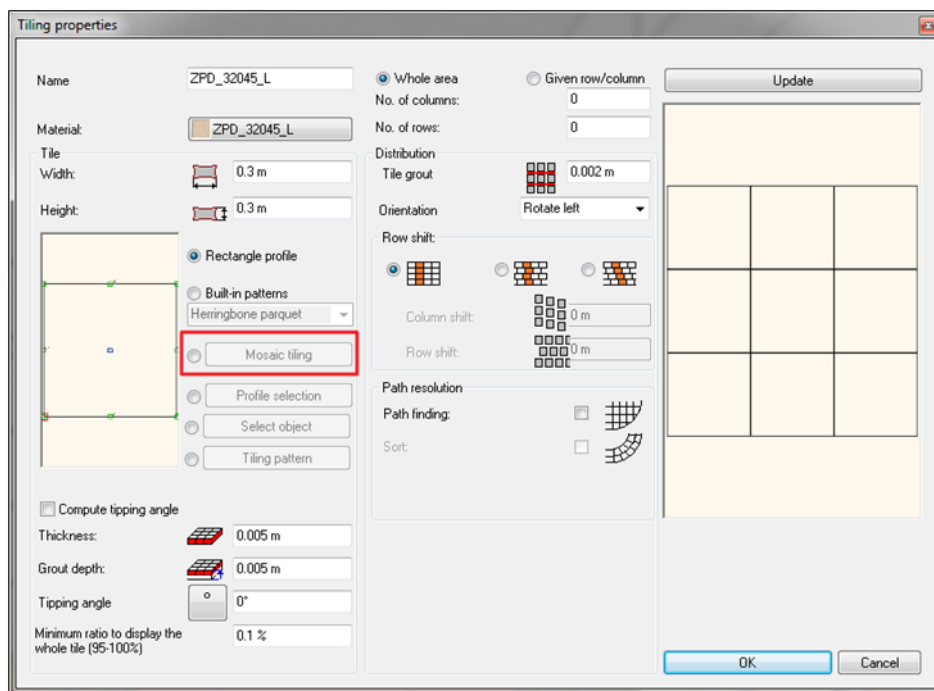 Tiling properties
Name
ZPD_32045_L
Material:
ZPD_32045_L
Tile
Width:
0.3 m
Height:
0.3 m
Rectangle profile
Built-in patterns
Herringbone parquet
Mosaic tiling
Profile selection
Select object
Tiling pattern
Compute tipping angle
Thickness:
0.005 m
Grout depth:
0.005 m
Tipping angle
0°
Minimum ratio to display the
whole tile (95-100%)
0.1 %
Whole area
Given row/column
No. of columns:
0
No. of rows:
0
Distribution
Tile grout
0.002 m
Orientation
Rotate left
Row shift:
Column shift:
0 m
Row shift:
0 m
Path resolution
Path finding:
Sort:
Update
OK
Cancel